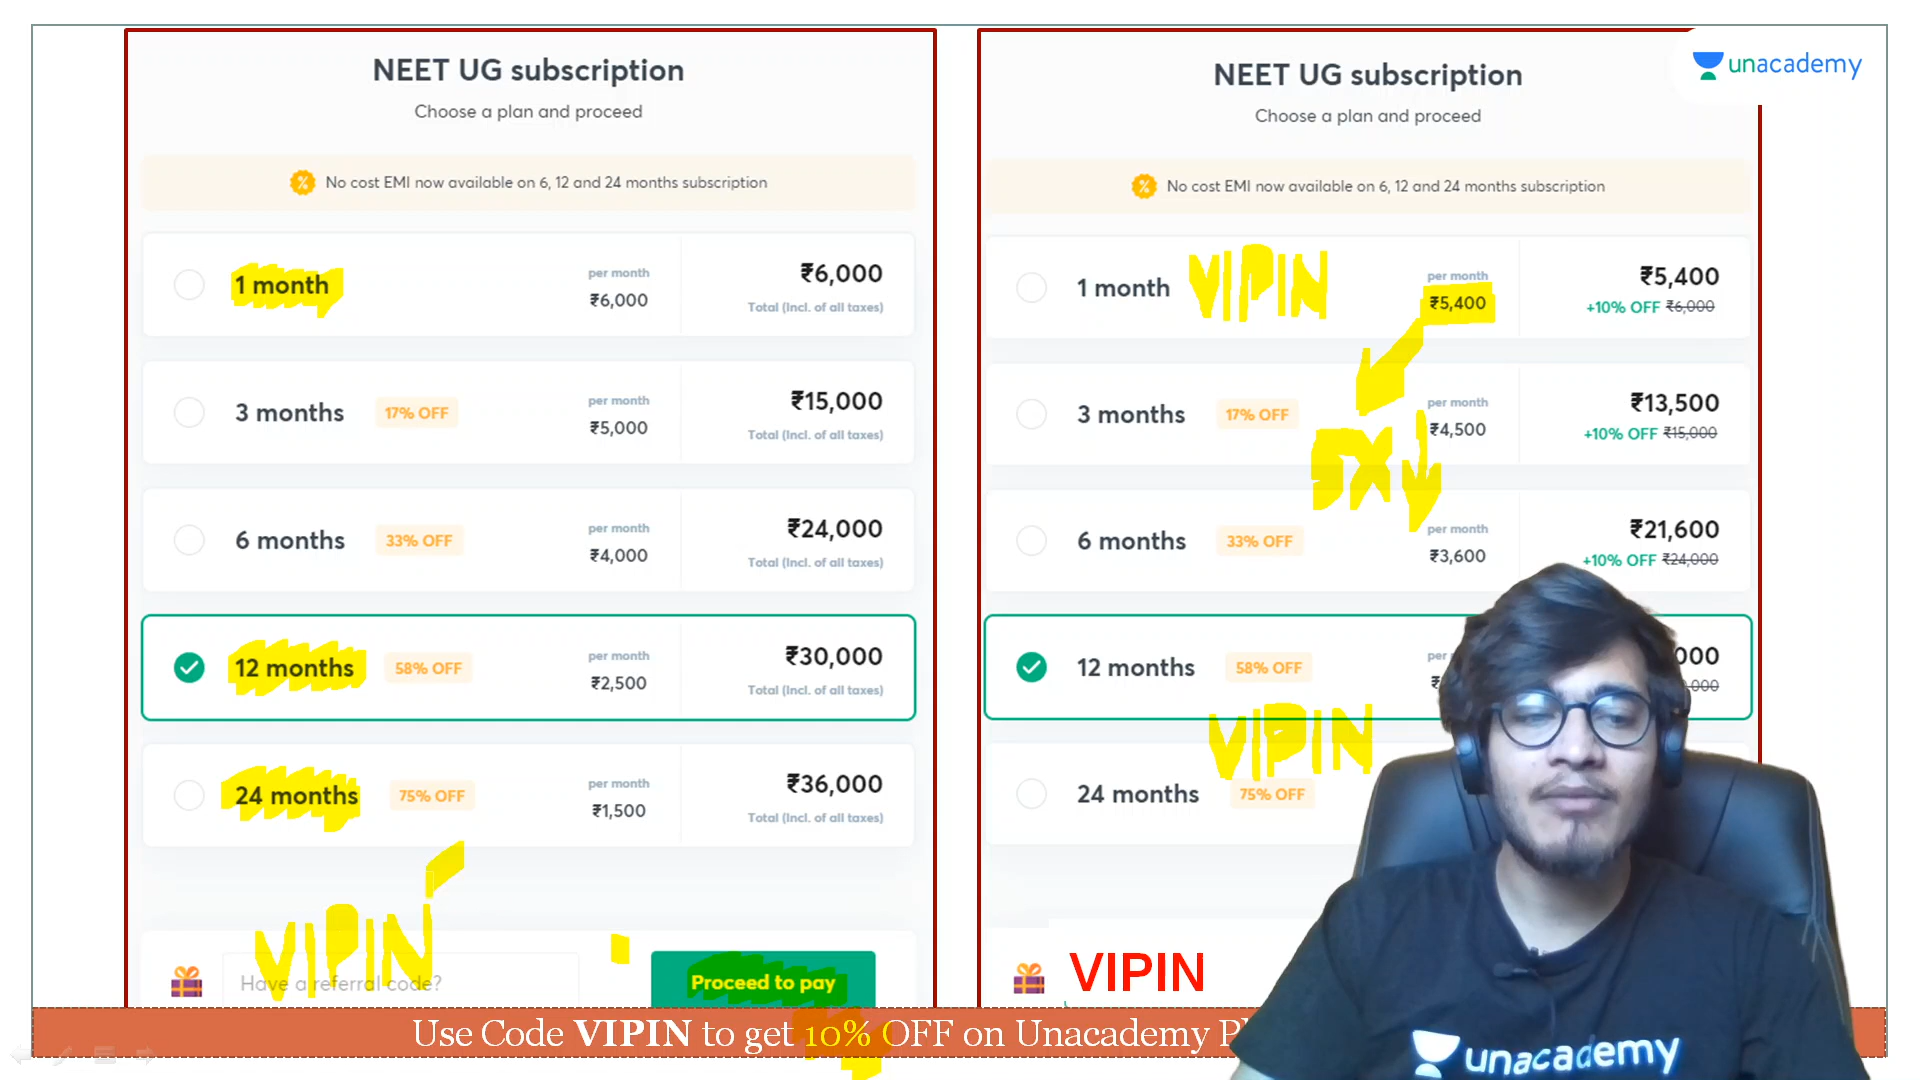 NEET UG subscription
Choose a plan and proceed
No cost EMI now available on 6, 12 and 24 months subscription
1 month
per month
₹6,000
₹6,000
Total (Incl. of all taxes)
3 months
17% OFF
per month
₹5,000
₹15,000
Total (Incl. of all taxes)
6 months
33% OFF
per month
₹4,000
₹24,000
Total (Incl. of all taxes)
12 months
58% OFF
per month
₹2,500
₹30,000
Total (Incl. of all taxes)
24 months
75% OFF
per month
₹1,500
₹36,000
Total (Incl. of all taxes)
VIPIN
Have a referral code?
Proceed to pay
unacademy
NEET UG subscription
Choose a plan and proceed
No cost EMI now available on 6, 12 and 24 months subscription
1 month
VIPIN
per month
₹5,400
₹5,400
+10% OFF ₹6,000
3 months
17% OFF
per month
₹4,500
₹13,500
+10% OFF ₹15,000
6 months
33% OFF
per month
₹3,600
₹21,600
+10% OFF ₹24,000
12 months
58% OFF
VIPIN
24 months
75% OFF
VIPIN
Use Code VIPIN to get 10% OFF on Unacademy
unacademy